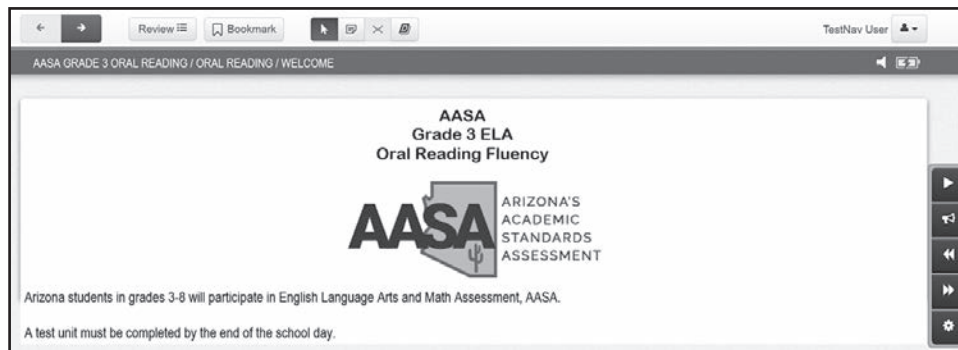 Review
Bookmark
TestNav User
AASA GRADE 3 ORAL READING / ORAL READING / WELCOME
AASA
Grade 3 ELA
Oral Reading Fluency
AASA
ARIZONA'S
ACADEMIC
STANDARDS
ASSESSMENT
Arizona students in grades 3-8 will participate in English Language Arts and Math Assessment, AASA.
A test unit must be completed by the end of the school day.